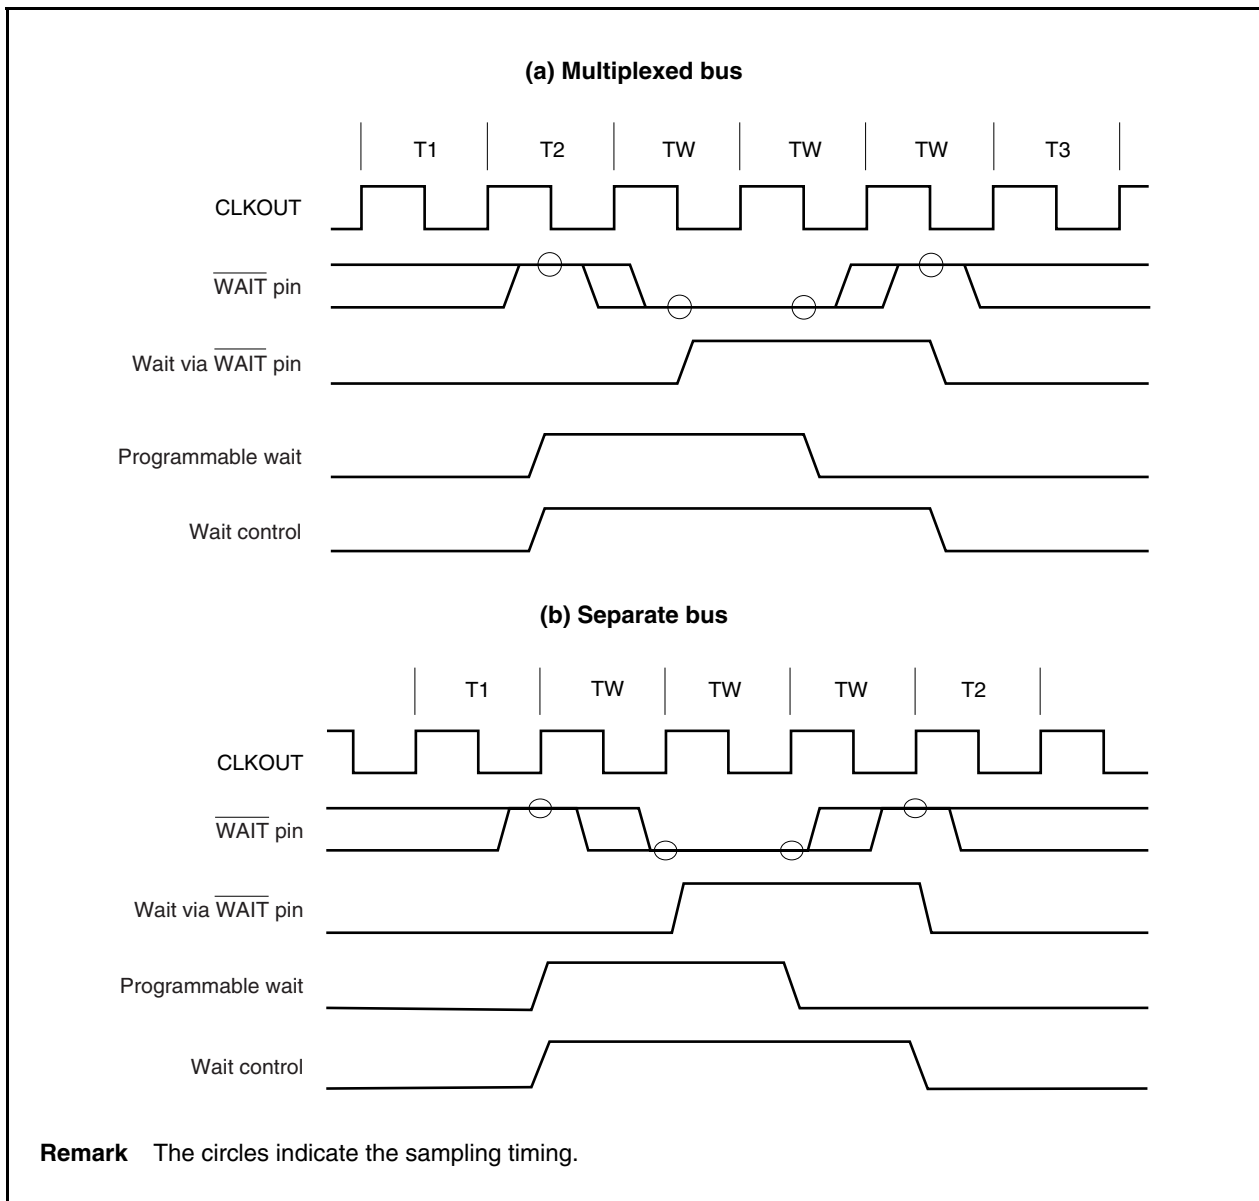 (a) Multiplexed bus
T1 T2 TW TW TW T3
CLKOUT
WAIT pin
Wait via WAIT pin
Programmable wait
Wait control
(b) Separate bus
T1 TW TW TW T2
CLKOUT
WAIT pin
Wait via WAIT pin
Programmable wait
Wait control
Remark The circles indicate the sampling timing.